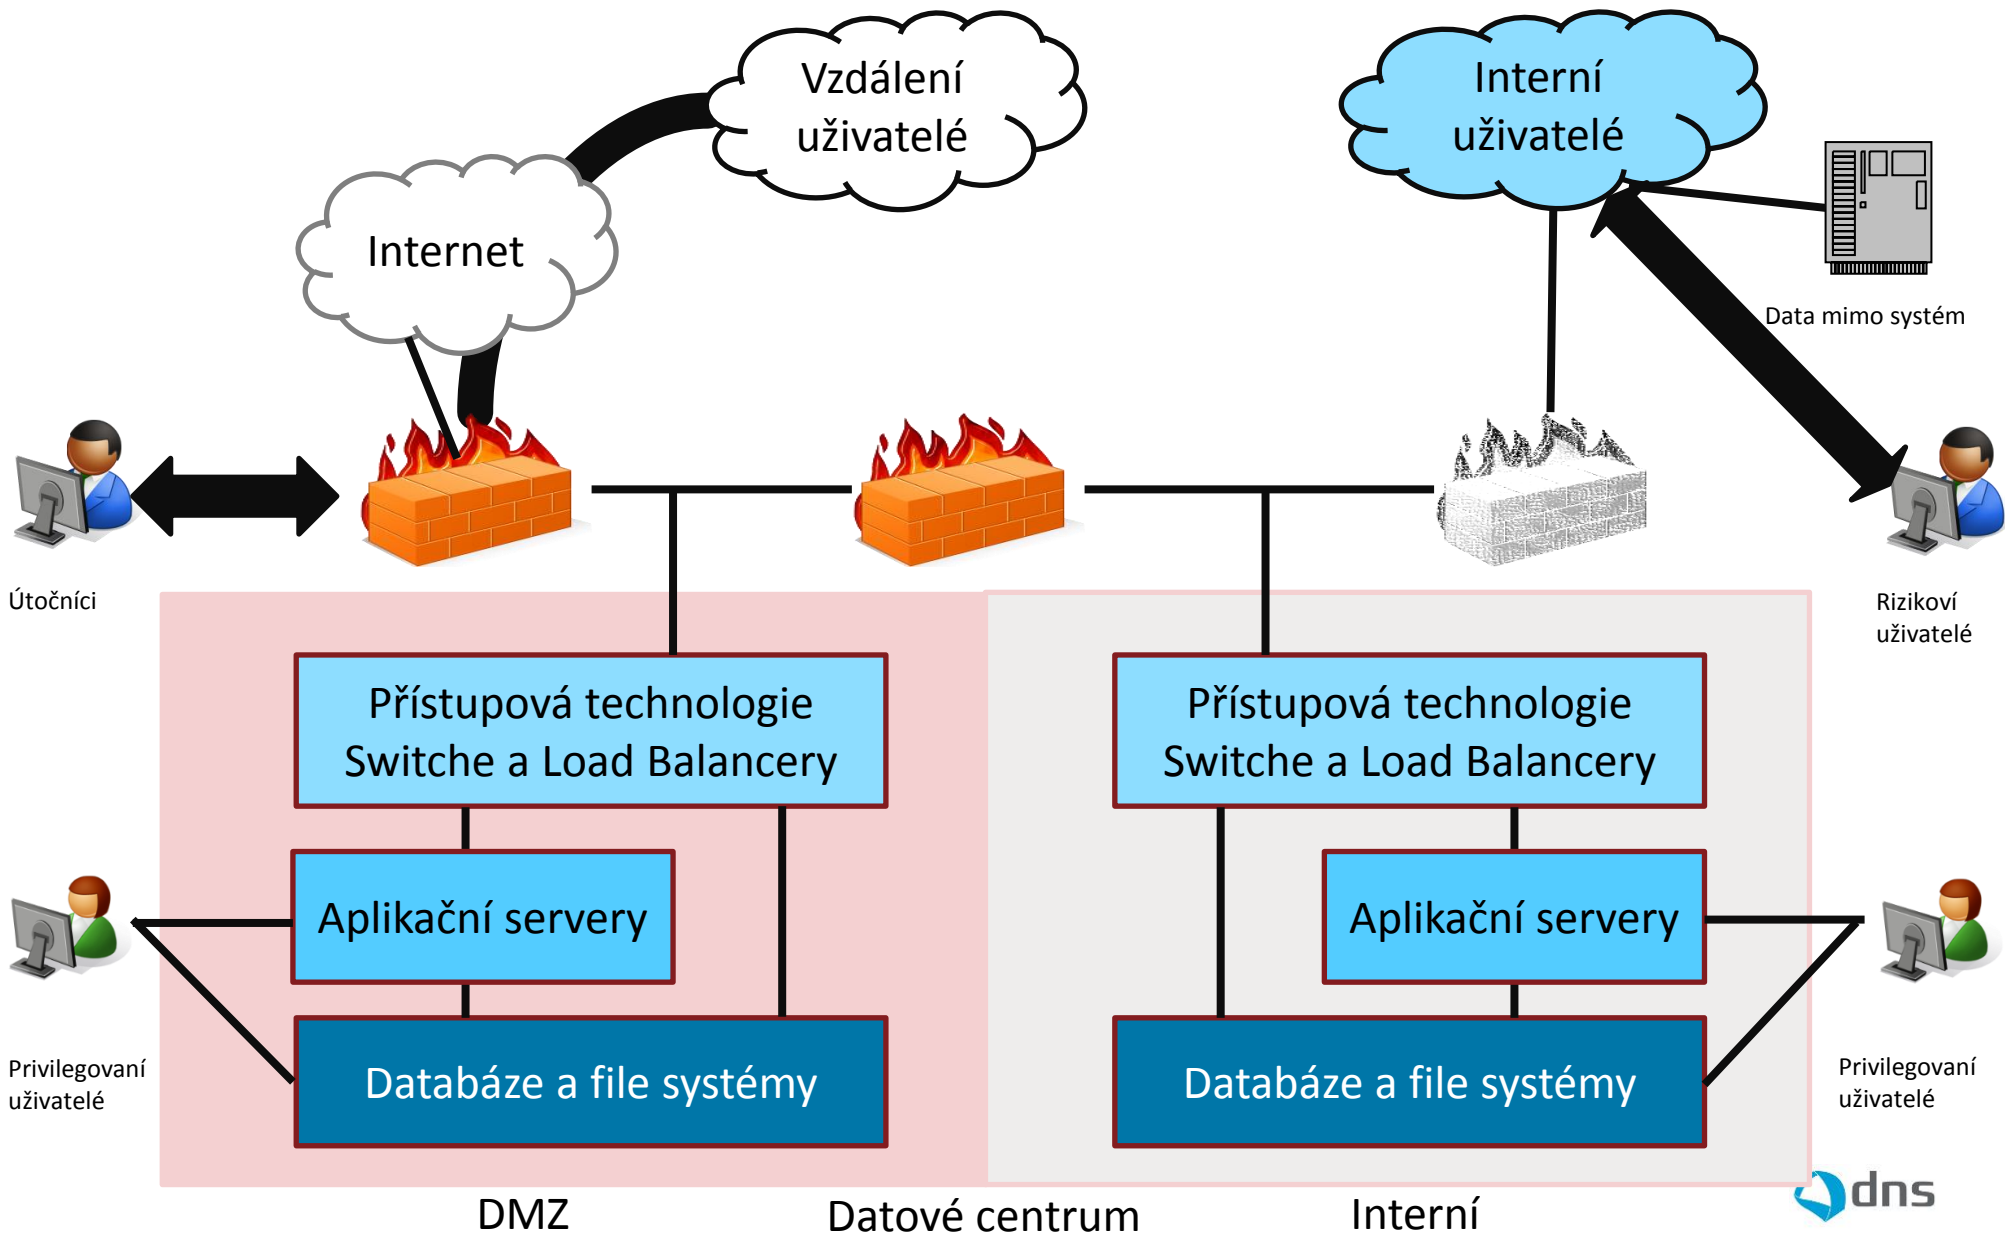 Vzdálení
uživatelé
Interní
uživatelé
Internet
Data mimo systém
Útočníci
Rizikoví
uživatelé
Přístupová technologie
Switche a Load Balancery
Přístupová technologie
Switche a Load Balancery
Aplikační servery
Aplikační servery
Privilegovaní
uživatelé
Databáze a file systémy
Databáze a file systémy
Privilegovaní
uživatelé
DMZ
Datové centrum
Interní
dns